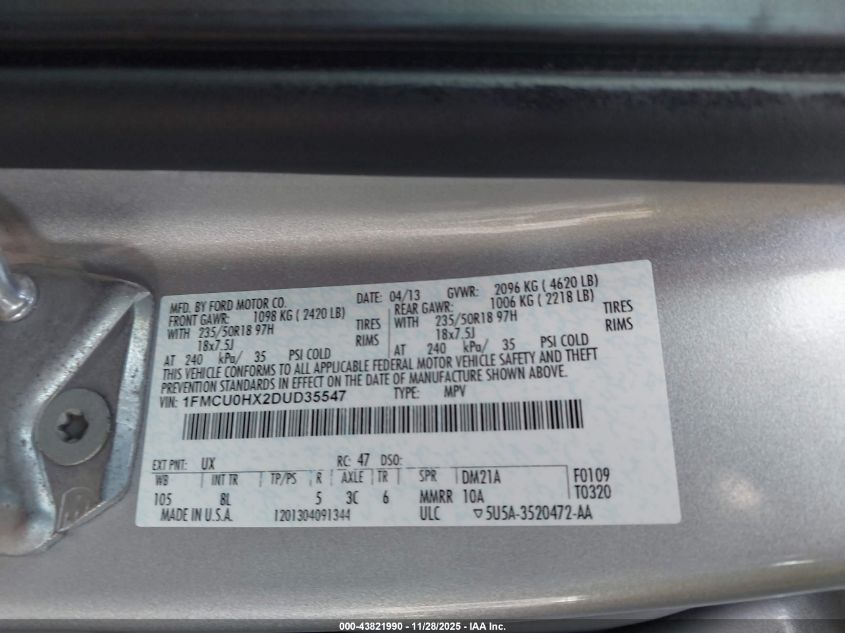 MFD. BY FORD MOTOR CO. DATE: 04/13 GVWR: 2096 KG ( 4620 LB)
FRONT GAWR: 1098 KG ( 2420 LB) REAR GAWR: 1006 KG ( 2218 LB)
WITH 235/50R18 97H TIRES WITH 235/50R18 97H TIRES
18x7.5J RIMS 18x7.5J RIMS
AT 240 kPa/ 35 PSI COLD AT 240 kPa/ 35 PSI COLD
THIS VEHICLE CONFORMS TO ALL APPLICABLE FEDERAL MOTOR VEHICLE SAFETY AND THEFT
PREVENTION STANDARDS IN EFFECT ON THE DATE OF MANUFACTURE SHOWN ABOVE.
VIN: 1FMCU0HX2DUD35547 TYPE: MPV
EXT PNT: UX RC: 47 DSO:
WB INT TR TP/PS R AXLE TR SPR DM21A F0109
105 8L 5 3C 6 MMRR 10A T0320
MADE IN U.S.A. 1201304091344 ULC ▽5U5A-3520472-AA
000-43821990 - 11/28/2025 - IAA Inc.